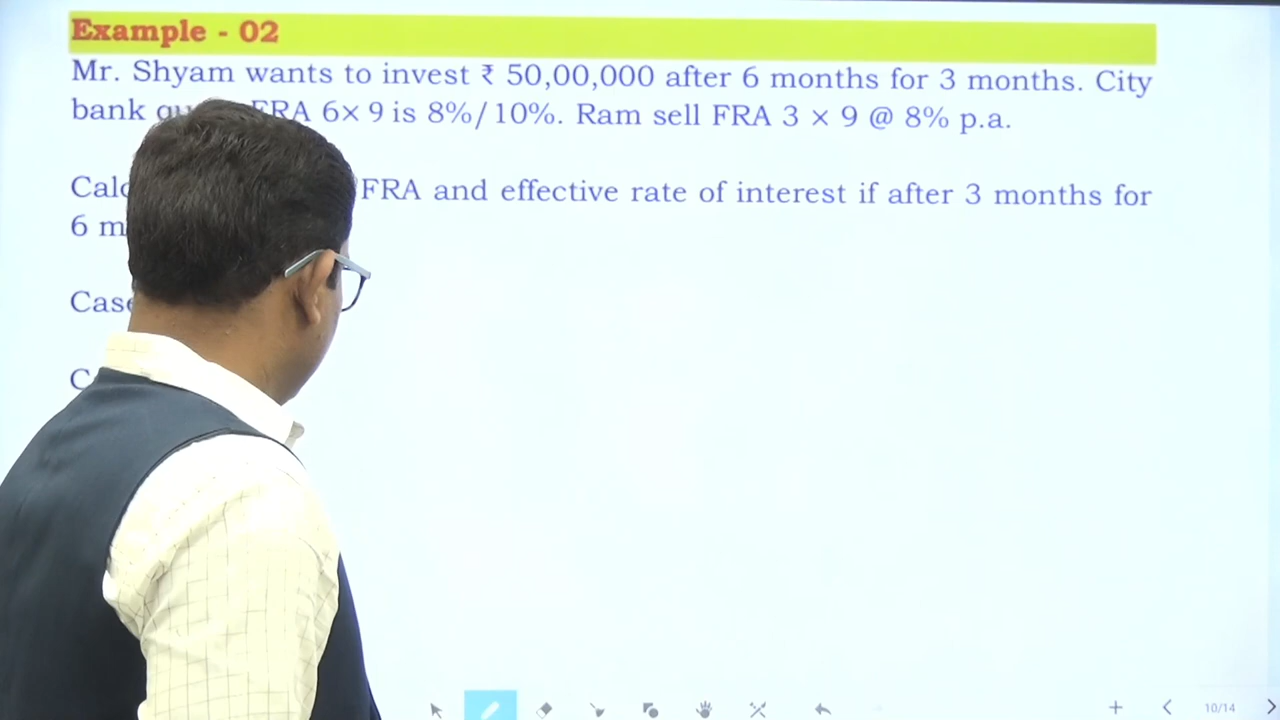 Example - 02
Mr. Shyam wants to invest ₹ 50,00,000 after 6 months for 3 months. City
bank FRA 6× 9 is 8%/10%. Ram sell FRA 3 × 9 @ 8% p.a.
FRA and effective rate of interest if after 3 months for
6
10/14